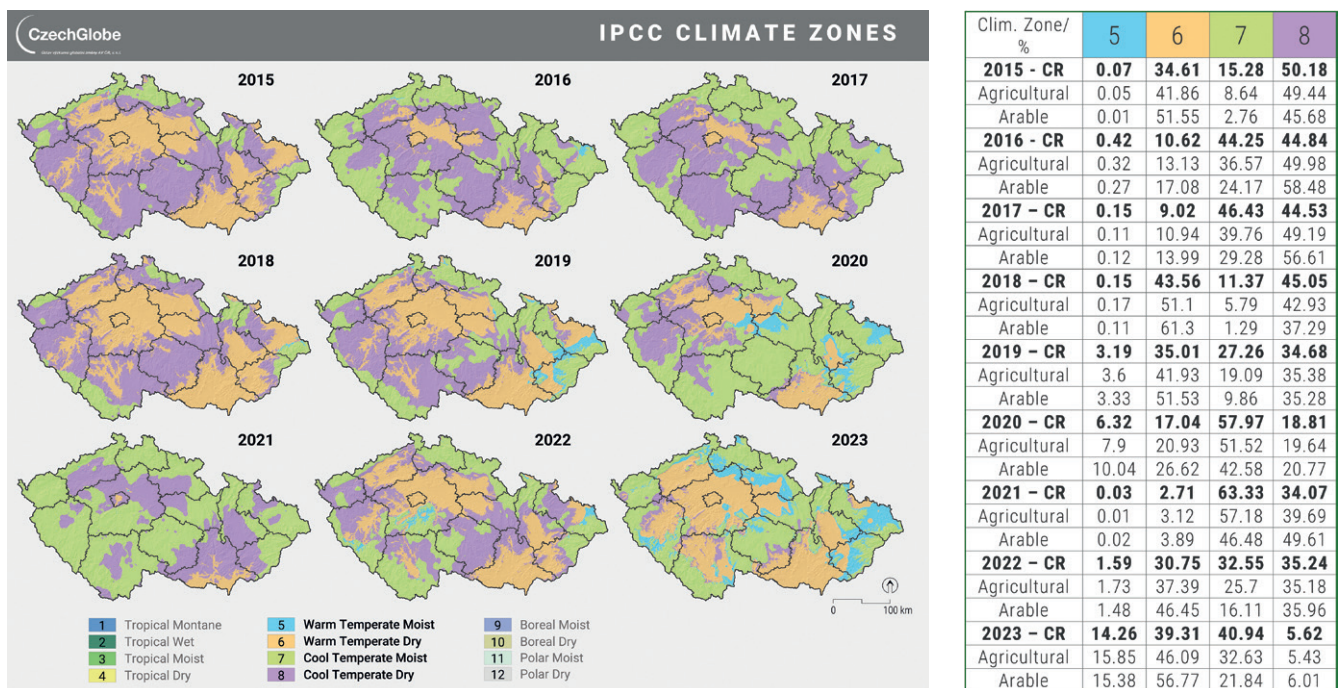 CzechGlobe
IPCC CLIMATE ZONES
2015
2016
2017
2018
2019
2020
2021
2022
2023
0 100 km
1 Tropical Montane
2 Tropical Wet
3 Tropical Moist
4 Tropical Dry
5 Warm Temperate Moist
6 Warm Temperate Dry
7 Cool Temperate Moist
8 Cool Temperate Dry
9 Boreal Moist
10 Boreal Dry
11 Polar Moist
12 Polar Dry
Clim. Zone/
% 5 6 7 8
2015 - CR 0.07 34.61 15.28 50.18
Agricultural 0.05 41.86 8.64 49.44
Arable 0.01 51.55 2.76 45.68
2016 - CR 0.42 10.62 44.25 44.84
Agricultural 0.32 13.13 36.57 49.98
Arable 0.27 17.08 24.17 58.48
2017 – CR 0.15 9.02 46.43 44.53
Agricultural 0.11 10.94 39.76 49.19
Arable 0.12 13.99 29.28 56.61
2018 – CR 0.15 43.56 11.37 45.05
Agricultural 0.17 51.1 5.79 42.93
Arable 0.11 61.3 1.29 37.29
2019 – CR 3.19 35.01 27.26 34.68
Agricultural 3.6 41.93 19.09 35.38
Arable 3.33 51.53 9.86 35.28
2020 – CR 6.32 17.04 57.97 18.81
Agricultural 7.9 20.93 51.52 19.64
Arable 10.04 26.62 42.58 20.77
2021 – CR 0.03 2.71 63.33 34.07
Agricultural 0.01 3.12 57.18 39.69
Arable 0.02 3.89 46.48 49.61
2022 – CR 1.59 30.75 32.55 35.24
Agricultural 1.73 37.39 25.7 35.18
Arable 1.48 46.45 16.11 35.96
2023 – CR 14.26 39.31 40.94 5.62
Agricultural 15.85 46.09 32.63 5.43
Arable 15.38 56.77 21.84 6.01